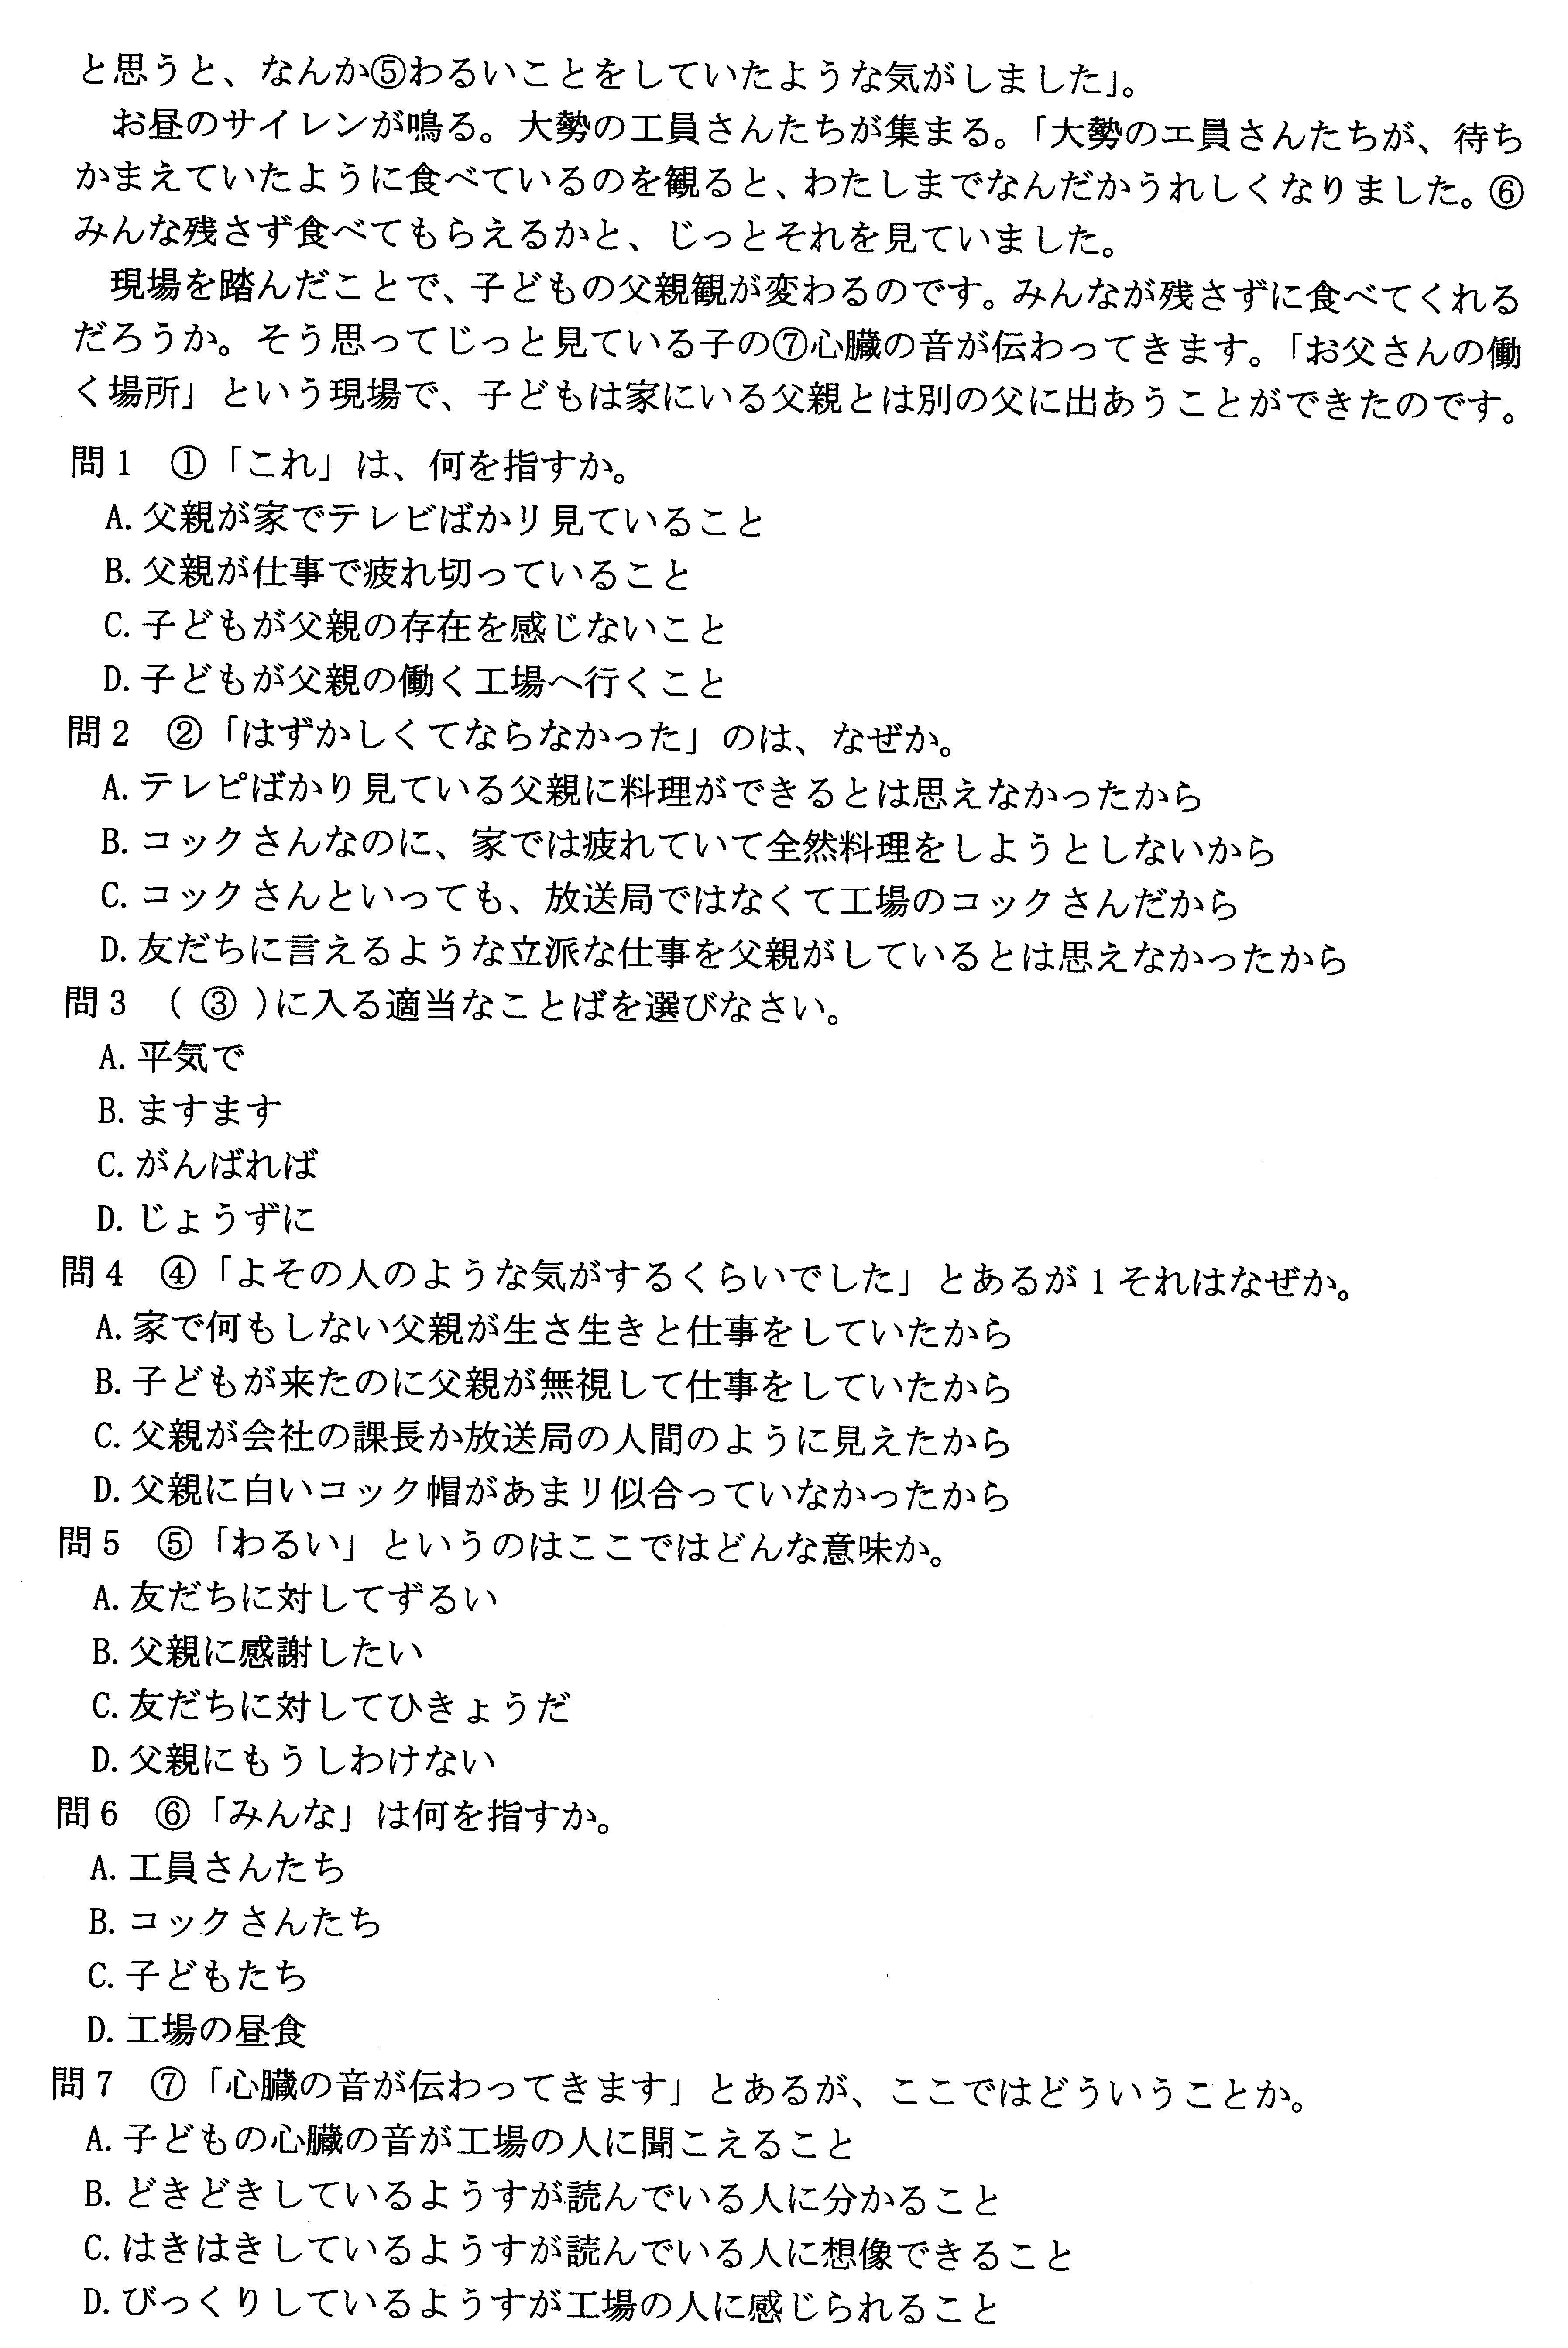 と思うと、なんか⑤わるいことをしていたような気がしました」。
お昼のサイレンが鳴る。大勢の工員さんたちが集まる。「大勢のエ員さんたちが、待ち
かまえていたように食べているのを観ると、わたしまでなんだかうれしくなりました。⑥
みんな残さず食べてもらえるかと、じっとそれを見ていました。
現場を踏んだことで、子どもの父親観が変わるのです。みんなが残さずに食べてくれる
だろうか。そう思ってじっと見ている子の⑦心臓の音が伝わってきます。「お父さんの働
く場所」という現場で、子どもは家にいる父親とは別の父に出あうことができたのです。
問1 ①「これ」は、何を指すか。
A. 父親が家でテレビばかリ見ていること
B. 父親が仕事で疲れ切っていること
C. 子どもが父親の存在を感じないこと
D. 子どもが父親の働く工場へ行くこと
問2 ②「はずかしくてならなかった」のは、なぜか。
A. テレピばかり見ている父親に料理ができるとは思えなかったから
B. コックさんなのに、家では疲れていて全然料理をしようとしないから
C. コックさんといっても、放送局ではなくて工場のコックさんだから
D. 友だちに言えるような立派な仕事を父親がしているとは思えなかったから
問3 ( ③ )に入る適当なことばを選びなさい。
A. 平気で
B. ますます
C. がんばれば
D. じょうずに
問4 ④「よその人のような気がするくらいでした」とあるが1それはなぜか。
A. 家で何もしない父親が生さ生きと仕事をしていたから
B. 子どもが来たのに父親が無視して仕事をしていたから
C. 父親が会社の課長か放送局の人間のように見えたから
D. 父親に白いコック帽があまリ似合っていなかったから
問5 ⑤「わるい」というのはここではどんな意味か。
A. 友だちに対してずるい
B. 父親に感謝したい
C. 友だちに対してひきょうだ
D. 父親にもうしわけない
問6 ⑥「みんな」は何を指すか。
A. 工員さんたち
B. コックさんたち
C. 子どもたち
D. 工場の昼食
問7 ⑦「心臓の音が伝わってきます」とあるが、ここではどういうことか。
A. 子どもの心臓の音が工場の人に聞こえること
B. どきどきしているようすが読んでいる人に分かること
C. はきはきしているようすが読んでいる人に想像できること
D. びっくりしているようすが工場の人に感じられること